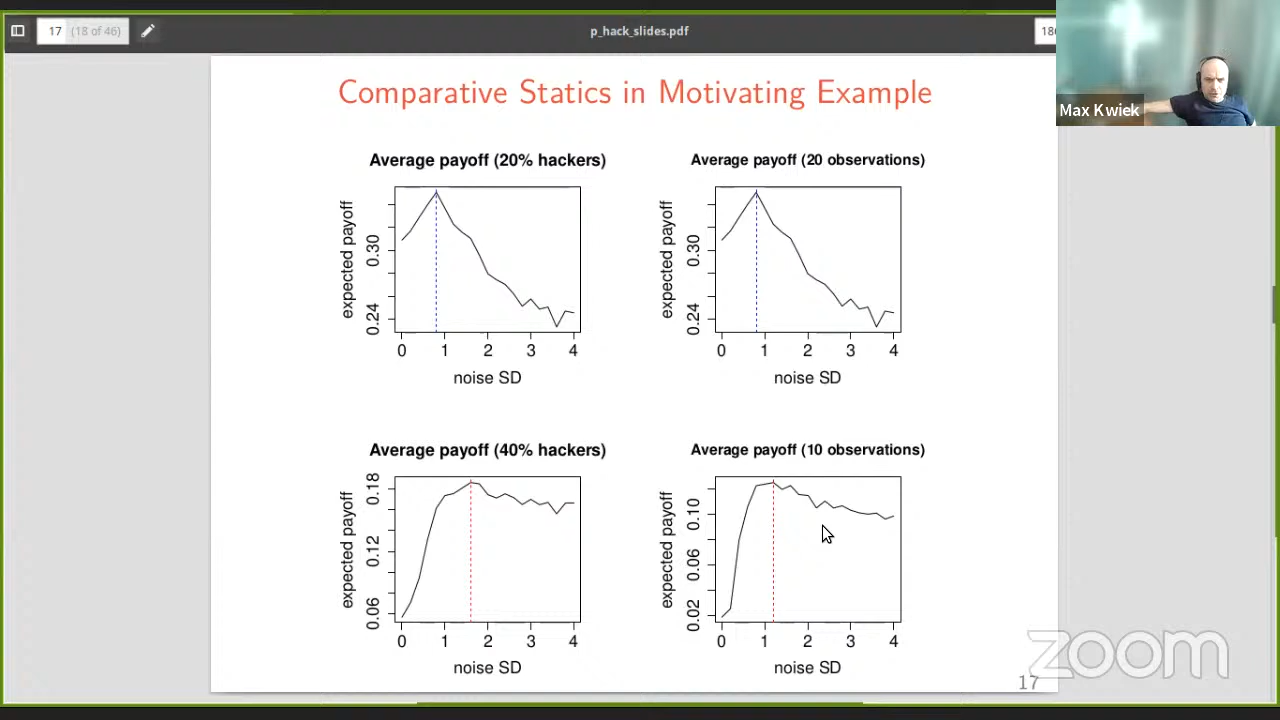 17 (18 of 46)
p_hack_slides.pdf
Max Kwiek
Comparative Statics in Motivating Example
Average payoff (20% hackers)
expected payoff
0.30
0.24
0 1 2 3 4
noise SD
Average payoff (20 observations)
expected payoff
0.30
0.24
0 1 2 3 4
noise SD
Average payoff (40% hackers)
expected payoff
0.18
0.12
0.06
0 1 2 3 4
noise SD
Average payoff (10 observations)
expected payoff
0.10
0.06
0.02
0 1 2 3 4
noise SD
zoom
17